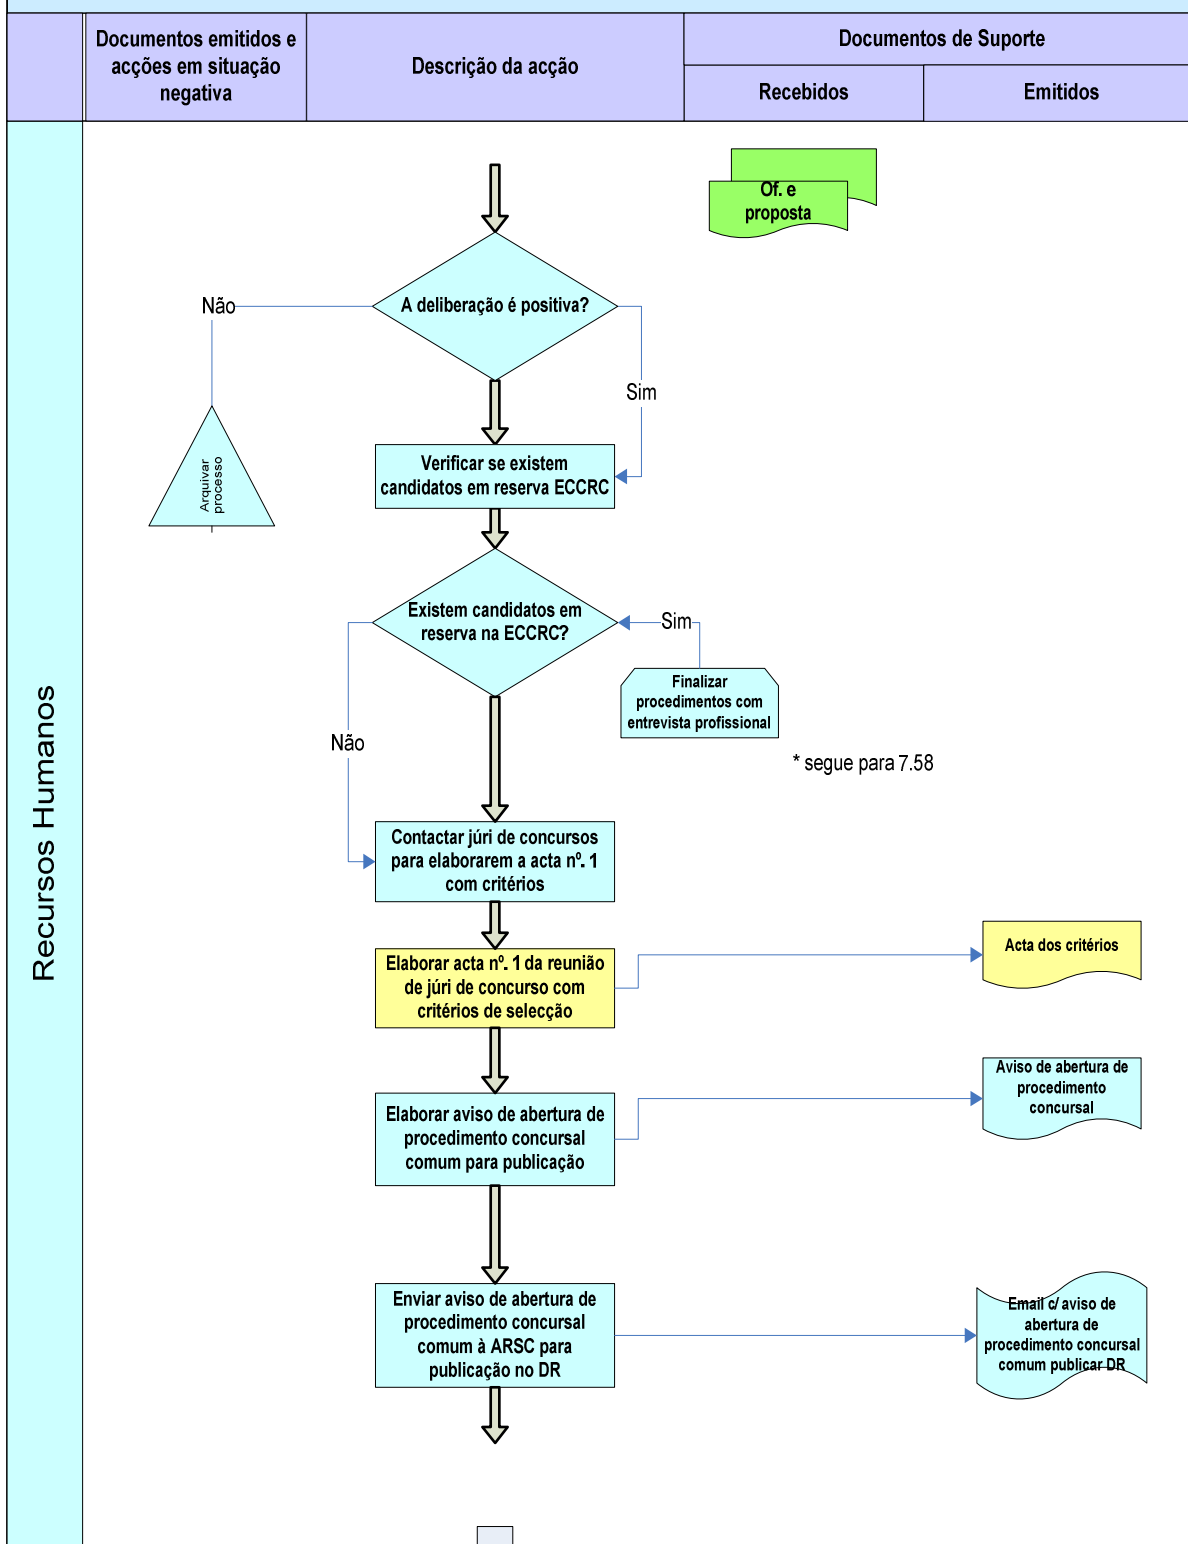 Documentos emitidos e
acções em situação
negativa
Descrição da acção
Documentos de Suporte
Recebidos
Emitidos
Recursos Humanos
Of. e
proposta
A deliberação é positiva?
Não
Sim
Arquivar
processo
Verificar se existem
candidatos em reserva ECCRC
Existem candidatos em
reserva na ECCRC?
Sim
Finalizar
procedimentos com
entrevista profissional
Não
* segue para 7.58
Contactar júri de concursos
para elaborarem a acta nº. 1
com critérios
Elaborar acta nº. 1 da reunião
de júri de concurso com
critérios de selecção
Acta dos critérios
Elaborar aviso de abertura de
procedimento concursal
comum para publicação
Aviso de abertura de
procedimento
concursal
Enviar aviso de abertura de
procedimento concursal
comum à ARSC para
publicação no DR
Email c/ aviso de
abertura de
procedimento concursal
comum publicar DR